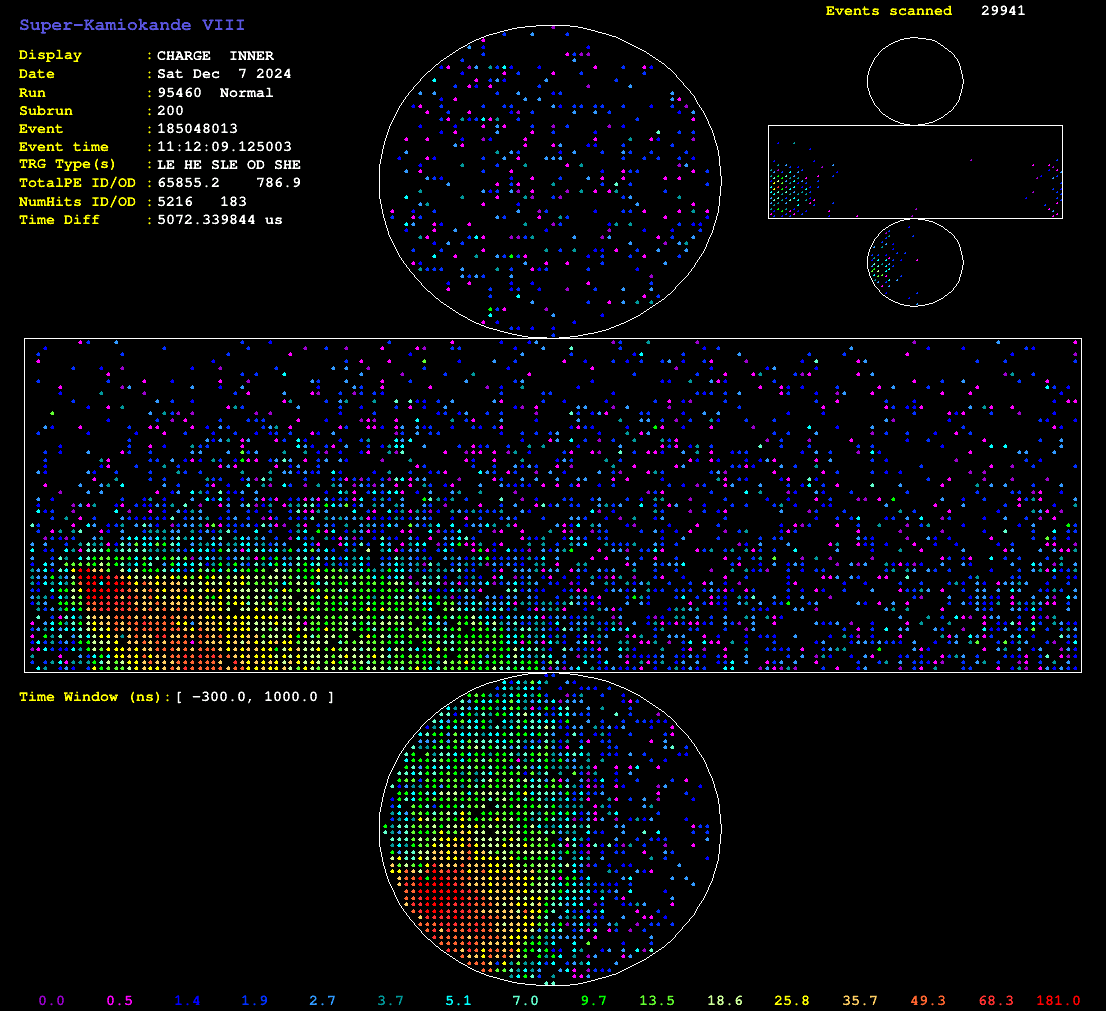 Super-Kamiokande VIII
Events scanned 29941
Display : CHARGE INNER
Date : Sat Dec 7 2024
Run : 95460 Normal
Subrun : 200
Event : 185048013
Event time : 11:12:09.125003
TRG Type(s) : LE HE SLE OD SHE
TotalPE ID/OD : 65855.2 786.9
NumHits ID/OD : 5216 183
Time Diff : 5072.339844 us
Time Window (ns): [ -300.0, 1000.0 ]
0.0 0.5 1.4 1.9 2.7 3.7 5.1 7.0 9.7 13.5 18.6 25.8 35.7 49.3 68.3 181.0